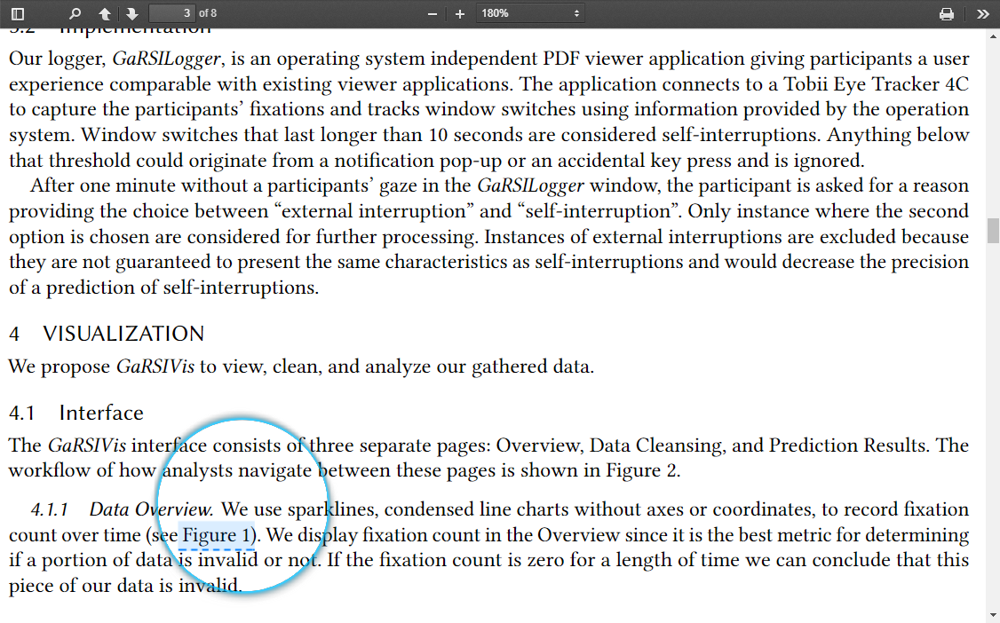 3 of 8
180%
3.2 Implementation
Our logger, GaRSILogger, is an operating system independent PDF viewer application giving participants a user
experience comparable with existing viewer applications. The application connects to a Tobii Eye Tracker 4C
to capture the participants’ fixations and tracks window switches using information provided by the operation
system. Window switches that last longer than 10 seconds are considered self-interruptions. Anything below
that threshold could originate from a notification pop-up or an accidental key press and is ignored.
After one minute without a participants’ gaze in the GaRSILogger window, the participant is asked for a reason
providing the choice between “external interruption” and “self-interruption”. Only instance where the second
option is chosen are considered for further processing. Instances of external interruptions are excluded because
they are not guaranteed to present the same characteristics as self-interruptions and would decrease the precision
of a prediction of self-interruptions.
4 VISUALIZATION
We propose GaRSIVis to view, clean, and analyze our gathered data.
4.1 Interface
The GaRSIVis interface consists of three separate pages: Overview, Data Cleansing, and Prediction Results. The
workflow of how analysts navigate between these pages is shown in Figure 2.
4.1.1 Data Overview. We use sparklines, condensed line charts without axes or coordinates, to record fixation
count over time (see Figure 1). We display fixation count in the Overview since it is the best metric for determining
if a portion of data is invalid or not. If the fixation count is zero for a length of time we can conclude that this
piece of our data is invalid.